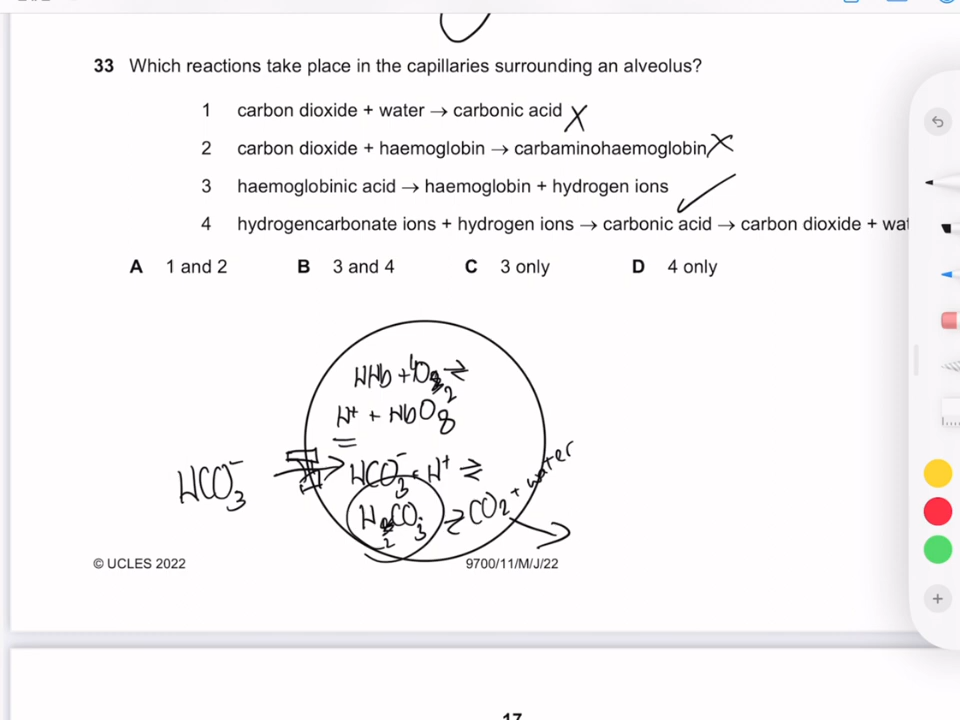 33 Which reactions take place in the capillaries surrounding an alveolus?
1 carbon dioxide + water → carbonic acid X
2 carbon dioxide + haemoglobin → carbaminohaemoglobin X
3 haemoglobinic acid → haemoglobin + hydrogen ions
4 hydrogencarbonate ions + hydrogen ions → carbonic acid → carbon dioxide + wat
A 1 and 2 B 3 and 4 C 3 only D 4 only
HHb + 4O2 ⇌
H+ + HbO8
HCO3- HCO3- + H+ ⇌
H2CO3 ⇌ CO2 + water
© UCLES 2022 9700/11/M/J/22
17